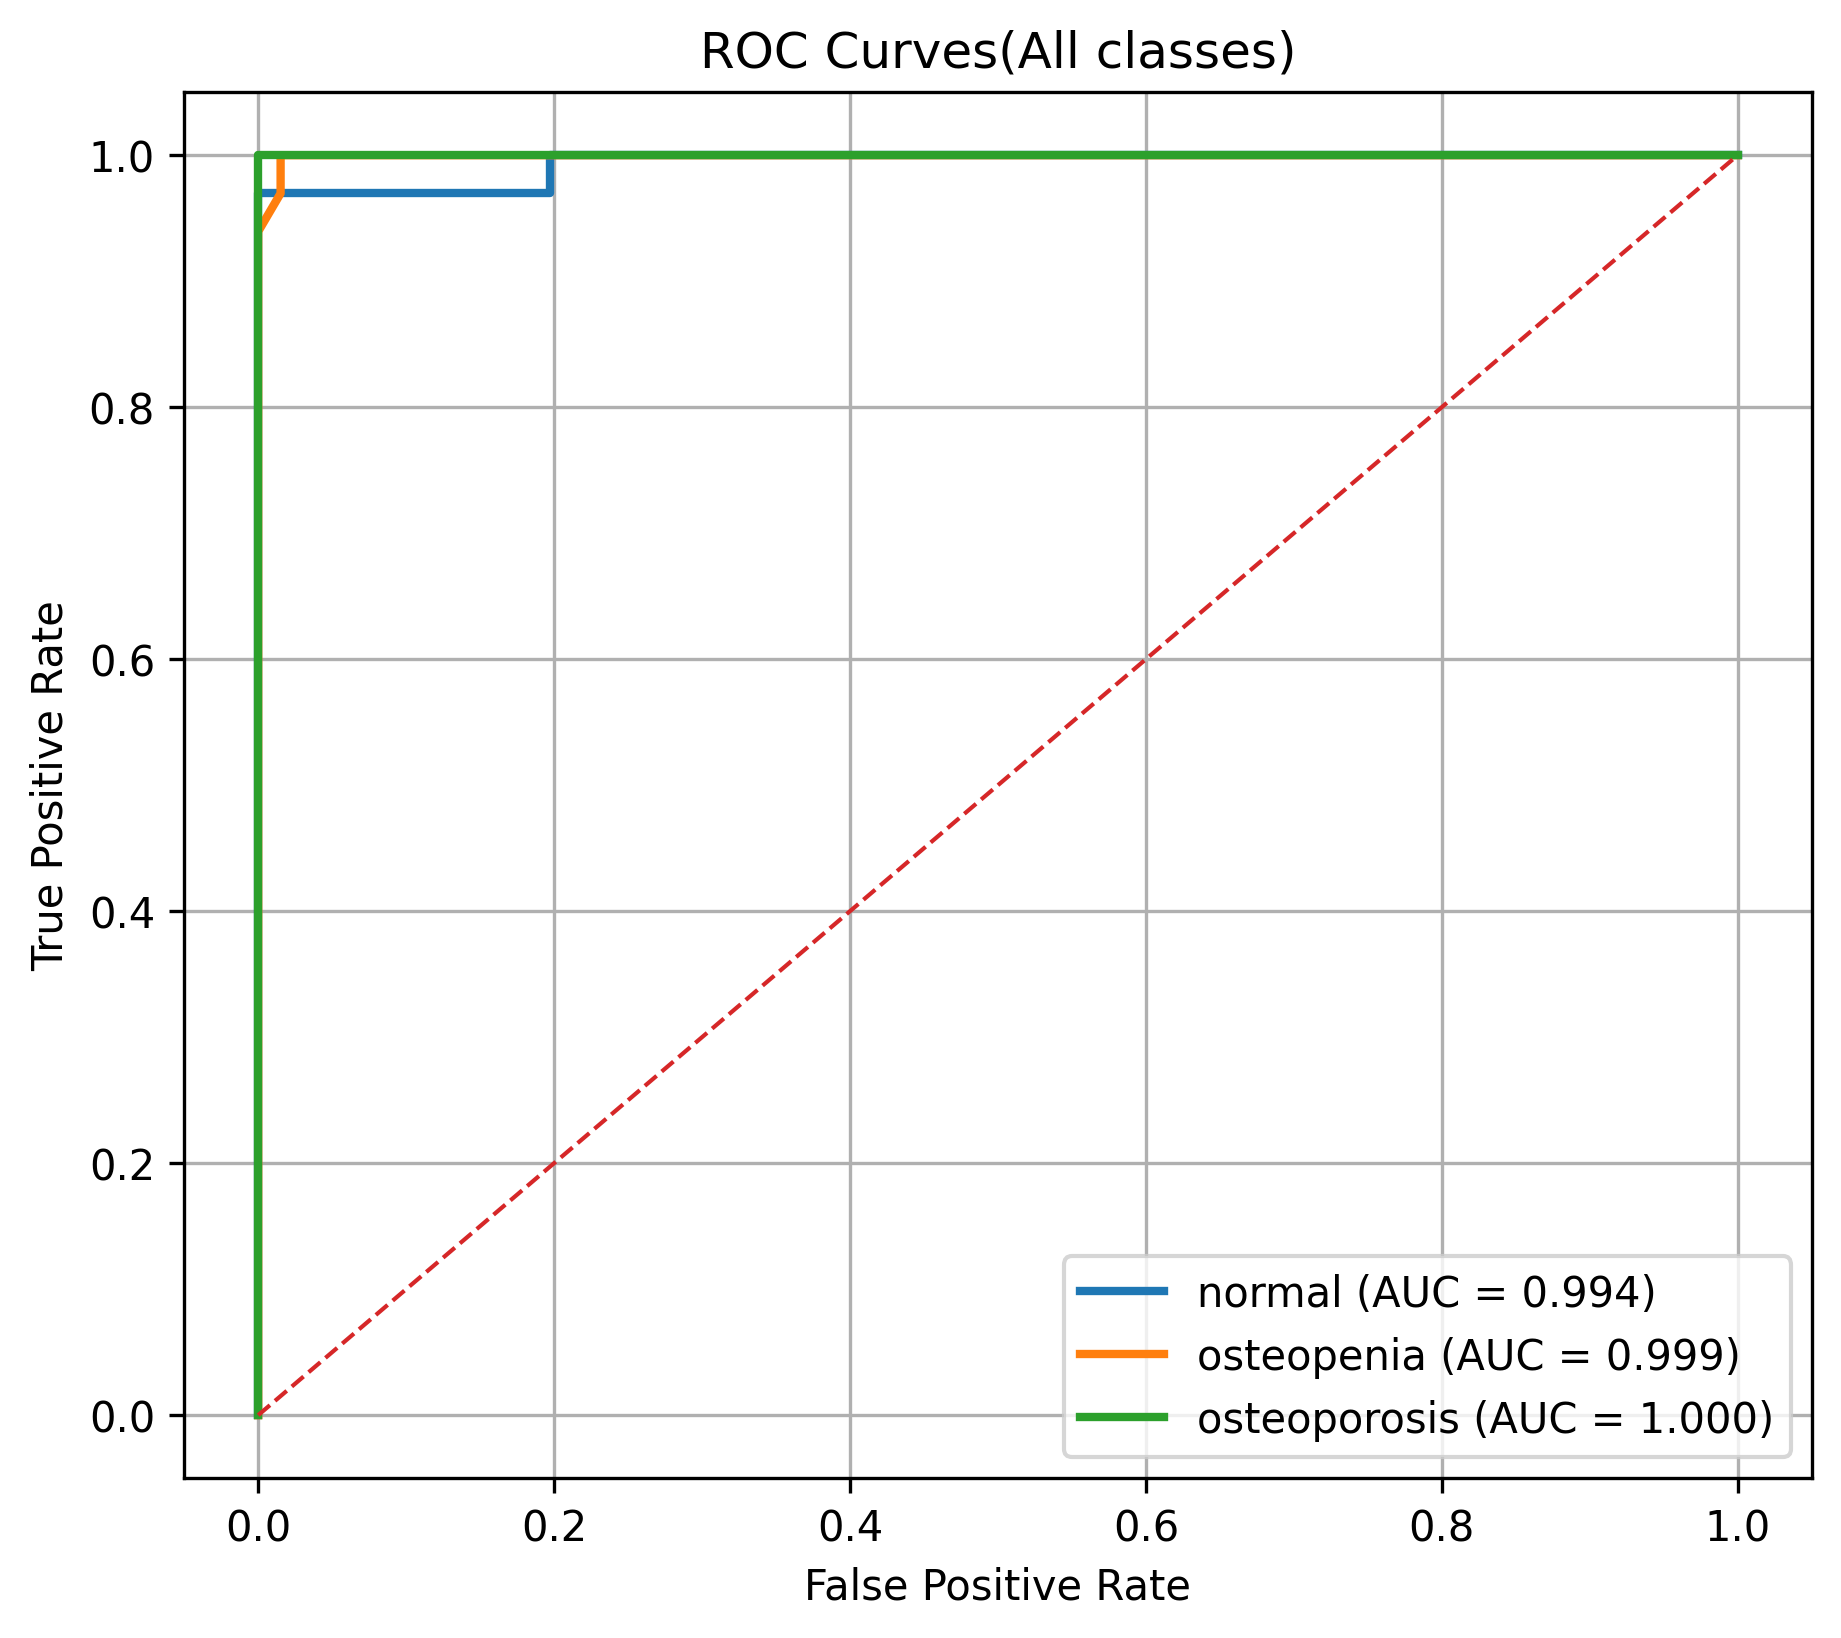 ROC Curves(All classes)
True Positive Rate
1.0
0.8
0.6
0.4
0.2
0.0
normal (AUC = 0.994)
osteopenia (AUC = 0.999)
osteoporosis (AUC = 1.000)
0.0 0.2 0.4 0.6 0.8 1.0
False Positive Rate